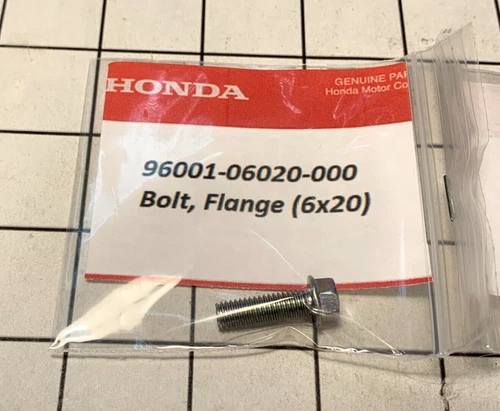 HONDA
GENUINE PAR
Honda Motor Co
96001-06020-000
Bolt, Flange (6x20)